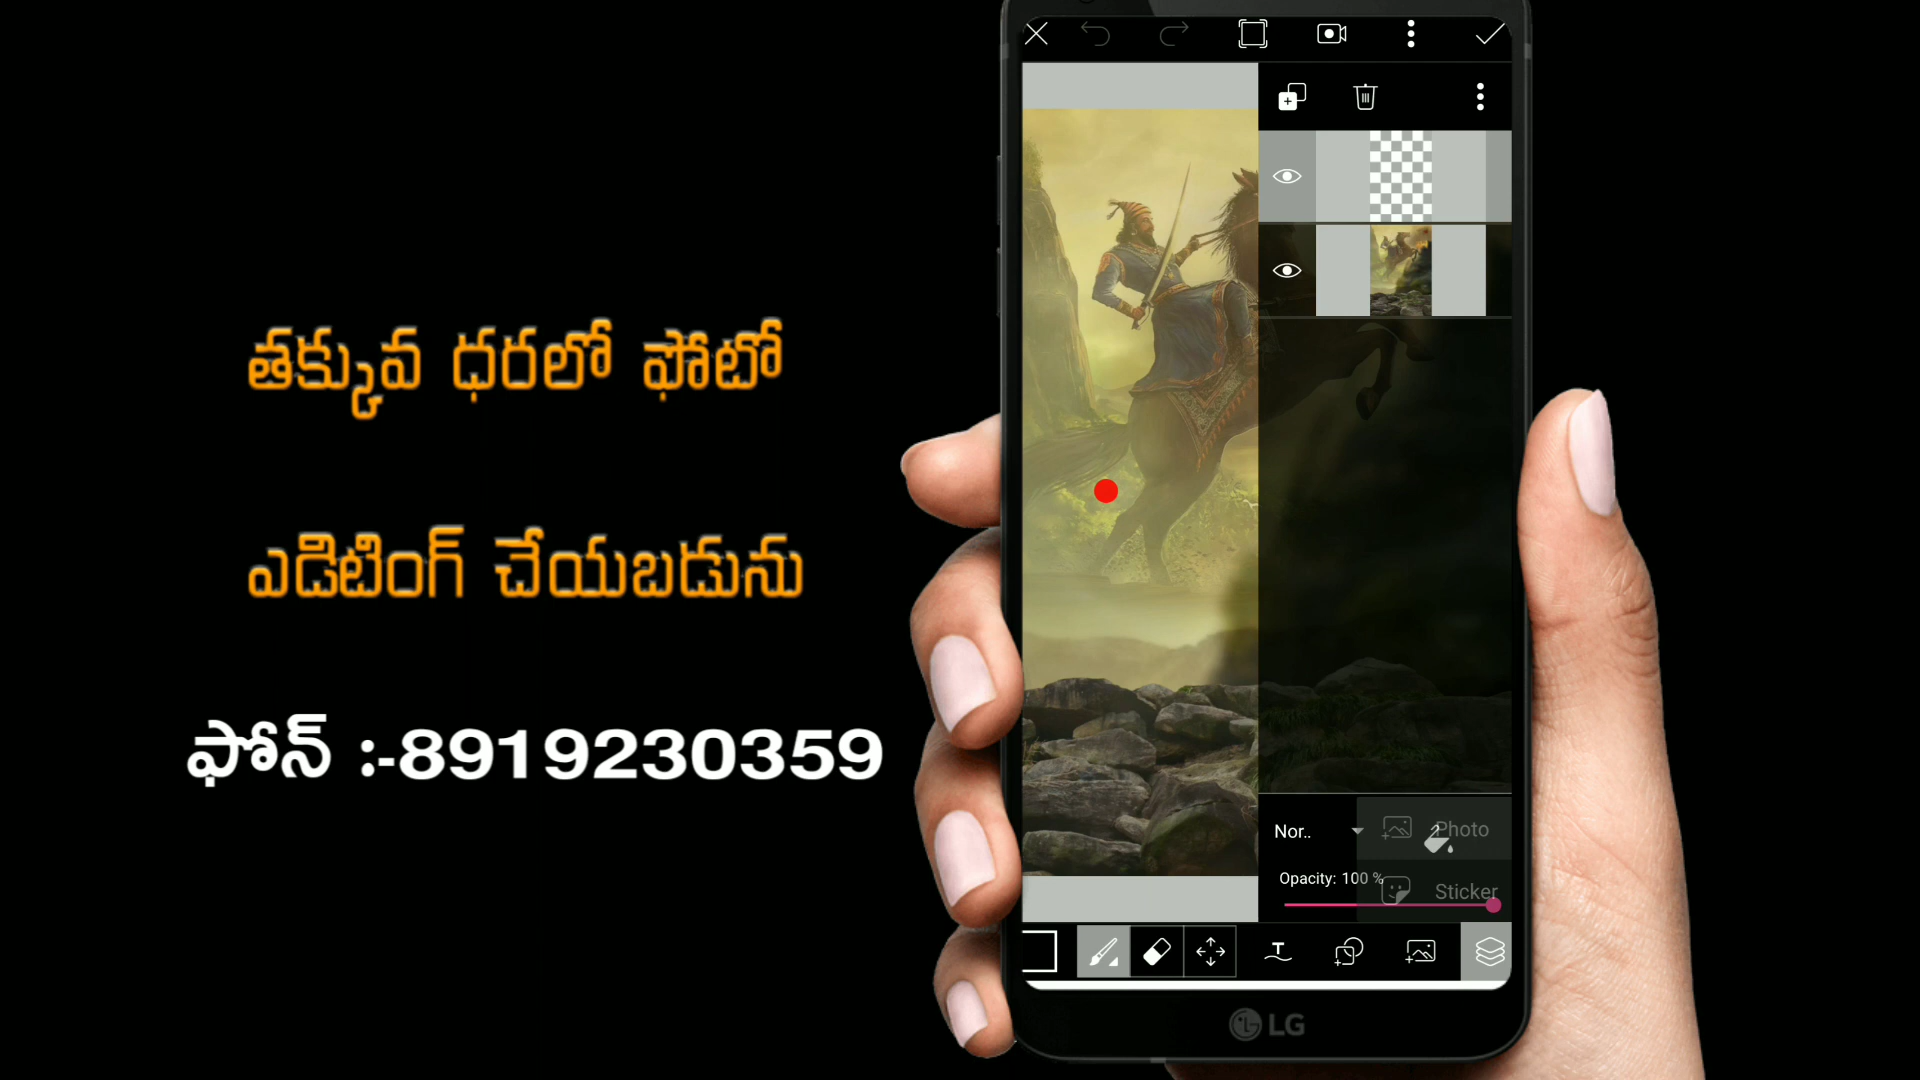 తక్కువ ధరలో ఫోటో
ఎడిటింగ్ చేయబడును
ఫోన్ :-8919230359
Nor..
Photo
Opacity: 100 %
Sticker
T
LG